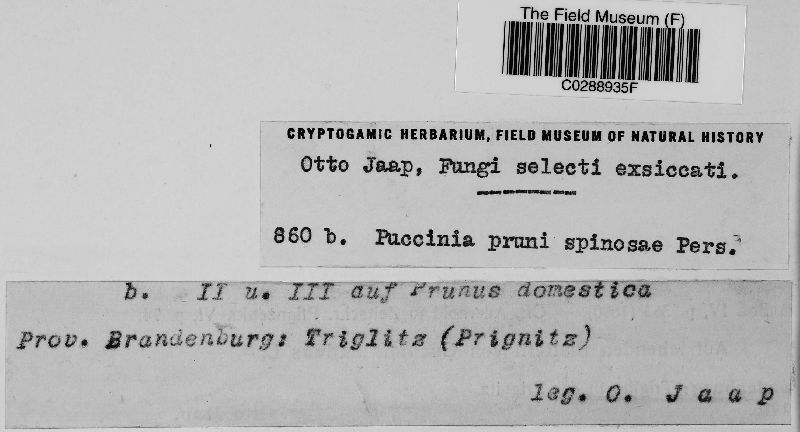 The Field Museum (F)
C0288935F
CRYPTOGAMIC HERBARIUM, FIELD MUSEUM OF NATURAL HISTORY
Otto Jaap, Fungi selecti exsiccati.
860 b. Puccinia pruni spinosae Pers.
b. II u. III auf Prunus domestica
Prov. Brandenburg: Triglitz (Prignitz)
leg. O. Jaap